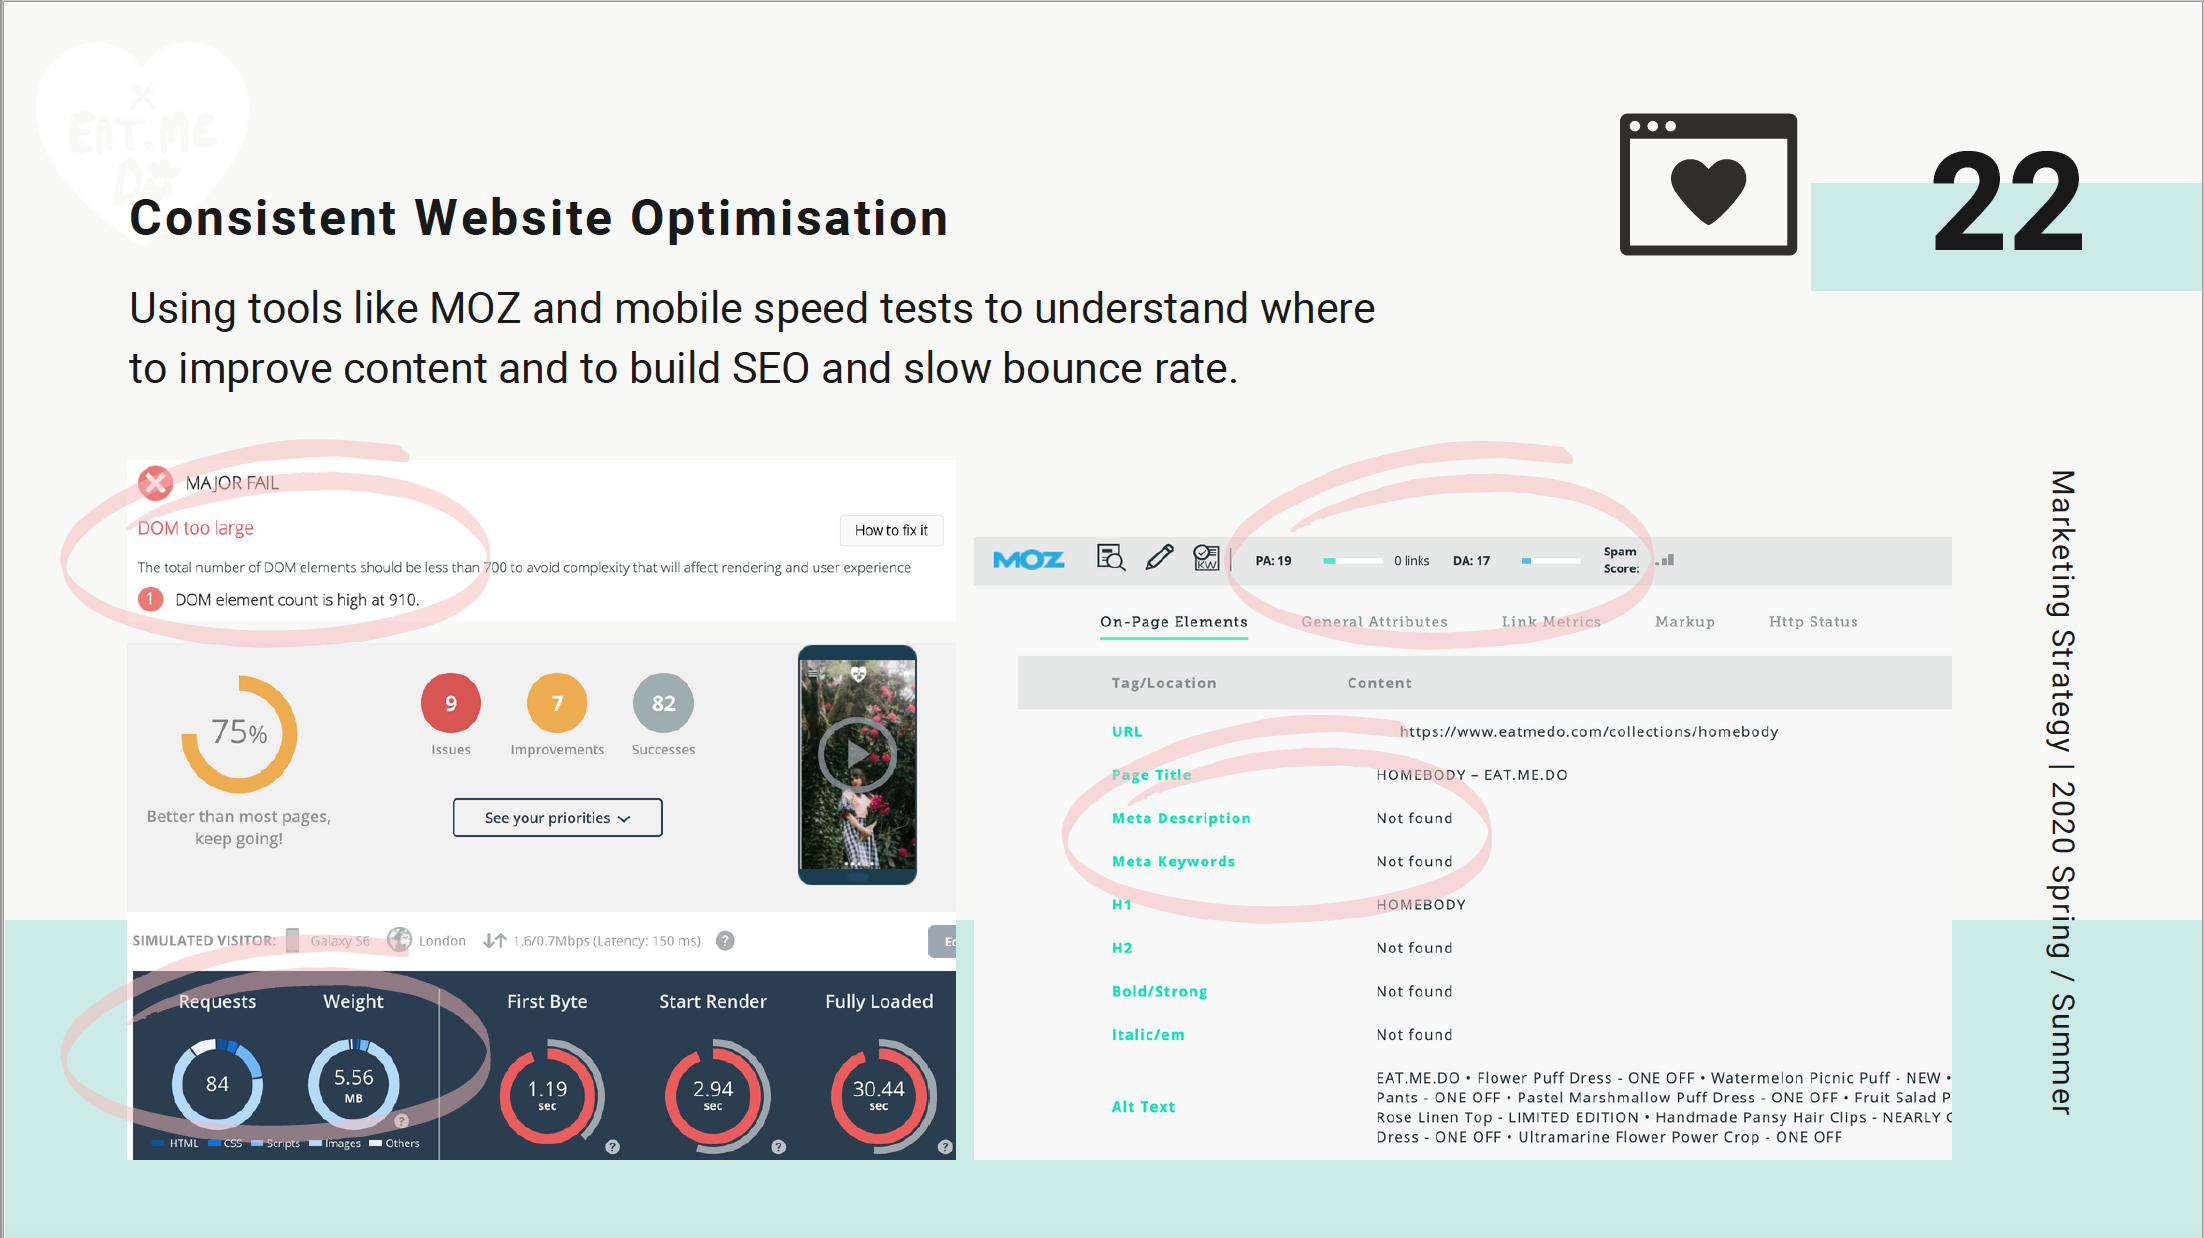 EAT.ME
DO
22
Consistent Website Optimisation
Using tools like MOZ and mobile speed tests to understand where
to improve content and to build SEO and slow bounce rate.
MAJOR FAIL
DOM too large
How to fix it
The total number of DOM elements should be less than 700 to avoid complexity that will affect rendering and user experience
1 DOM element count is high at 910.
75%
Better than most pages,
keep going!
9 7 82
Issues Improvements Successes
See your priorities
SIMULATED VISITOR: Galaxy S6 London 1.6/0.7Mbps (Latency: 150 ms) ?
Requests Weight First Byte Start Render Fully Loaded
84 5.56 MB 1.19 sec 2.94 sec 30.44 sec
? ? ? ?
HTML CSS Scripts Images Others
MOZ KW PA: 19 0 links DA: 17 Spam Score:
On-Page Elements General Attributes Link Metrics Markup Http Status
Tag/Location Content
URL https://www.eatmedo.com/collections/homebody
Page Title HOMEBODY – EAT.ME.DO
Meta Description Not found
Meta Keywords Not found
H1 HOMEBODY
H2 Not found
Bold/Strong Not found
Italic/em Not found
Alt Text
EAT.ME.DO • Flower Puff Dress - ONE OFF • Watermelon Picnic Puff - NEW •
Pants - ONE OFF • Pastel Marshmallow Puff Dress - ONE OFF • Fruit Salad P
Rose Linen Top - LIMITED EDITION • Handmade Pansy Hair Clips - NEARLY
Dress - ONE OFF • Ultramarine Flower Power Crop - ONE OFF
Marketing Strategy | 2020 Spring / Summer